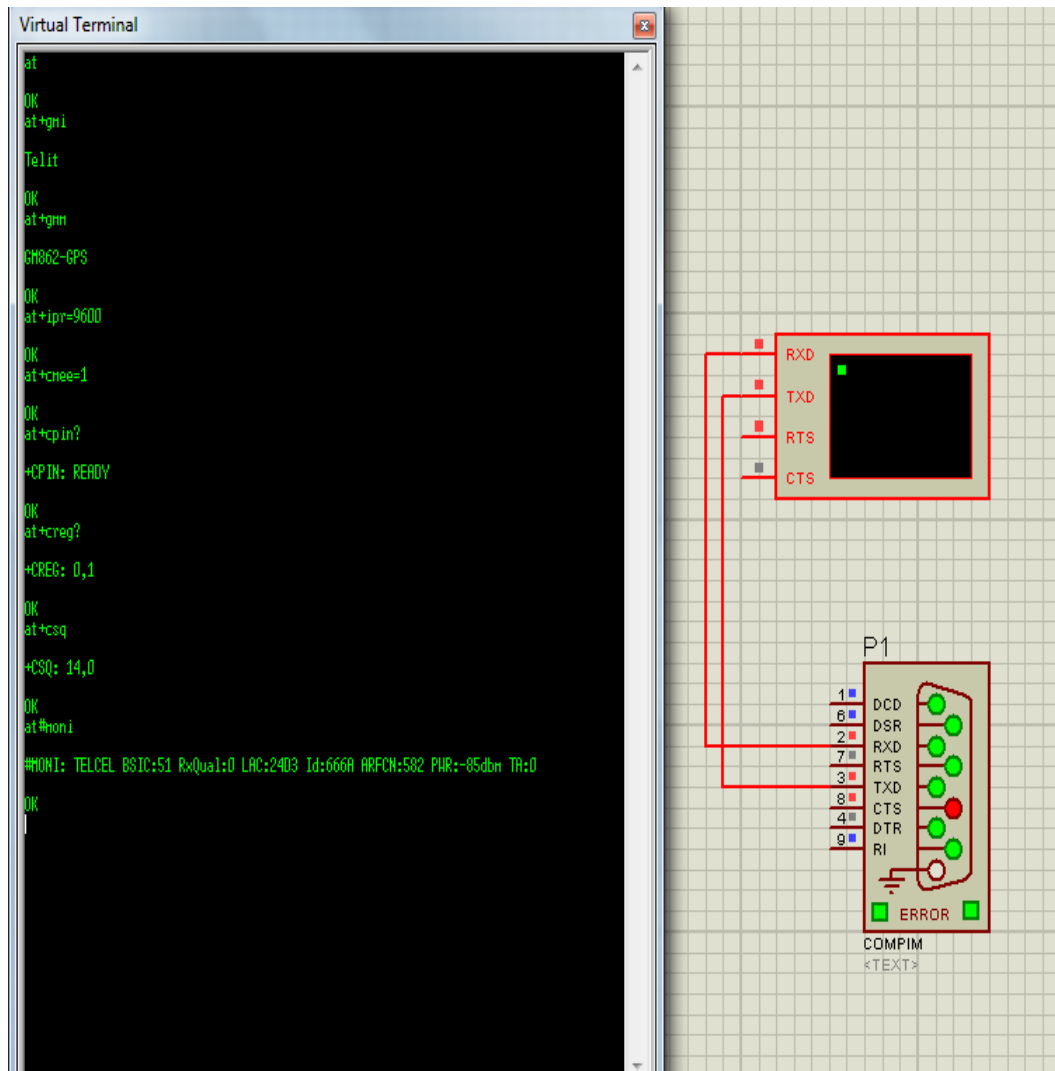 Virtual Terminal
at
OK
at+gmi
Telit
OK
at+gmm
GM862-GPS
OK
at+ipr=9600
OK
at+cmee=1
OK
at+cpin?
+CPIN: READY
OK
at+creg?
+CREG: 0,1
OK
at+csq
+CSQ: 14,0
OK
at#moni
#MONI: TELCEL BSIC:51 RxQual:0 LAC:24D3 Id:666A ARFCN:582 PWR:-85dbm TA:0
OK
RXD
TXD
RTS
CTS
P1
1 DCD
6 DSR
2 RXD
7 RTS
3 TXD
8 CTS
4 DTR
9 RI
ERROR
COMPIM
<TEXT>